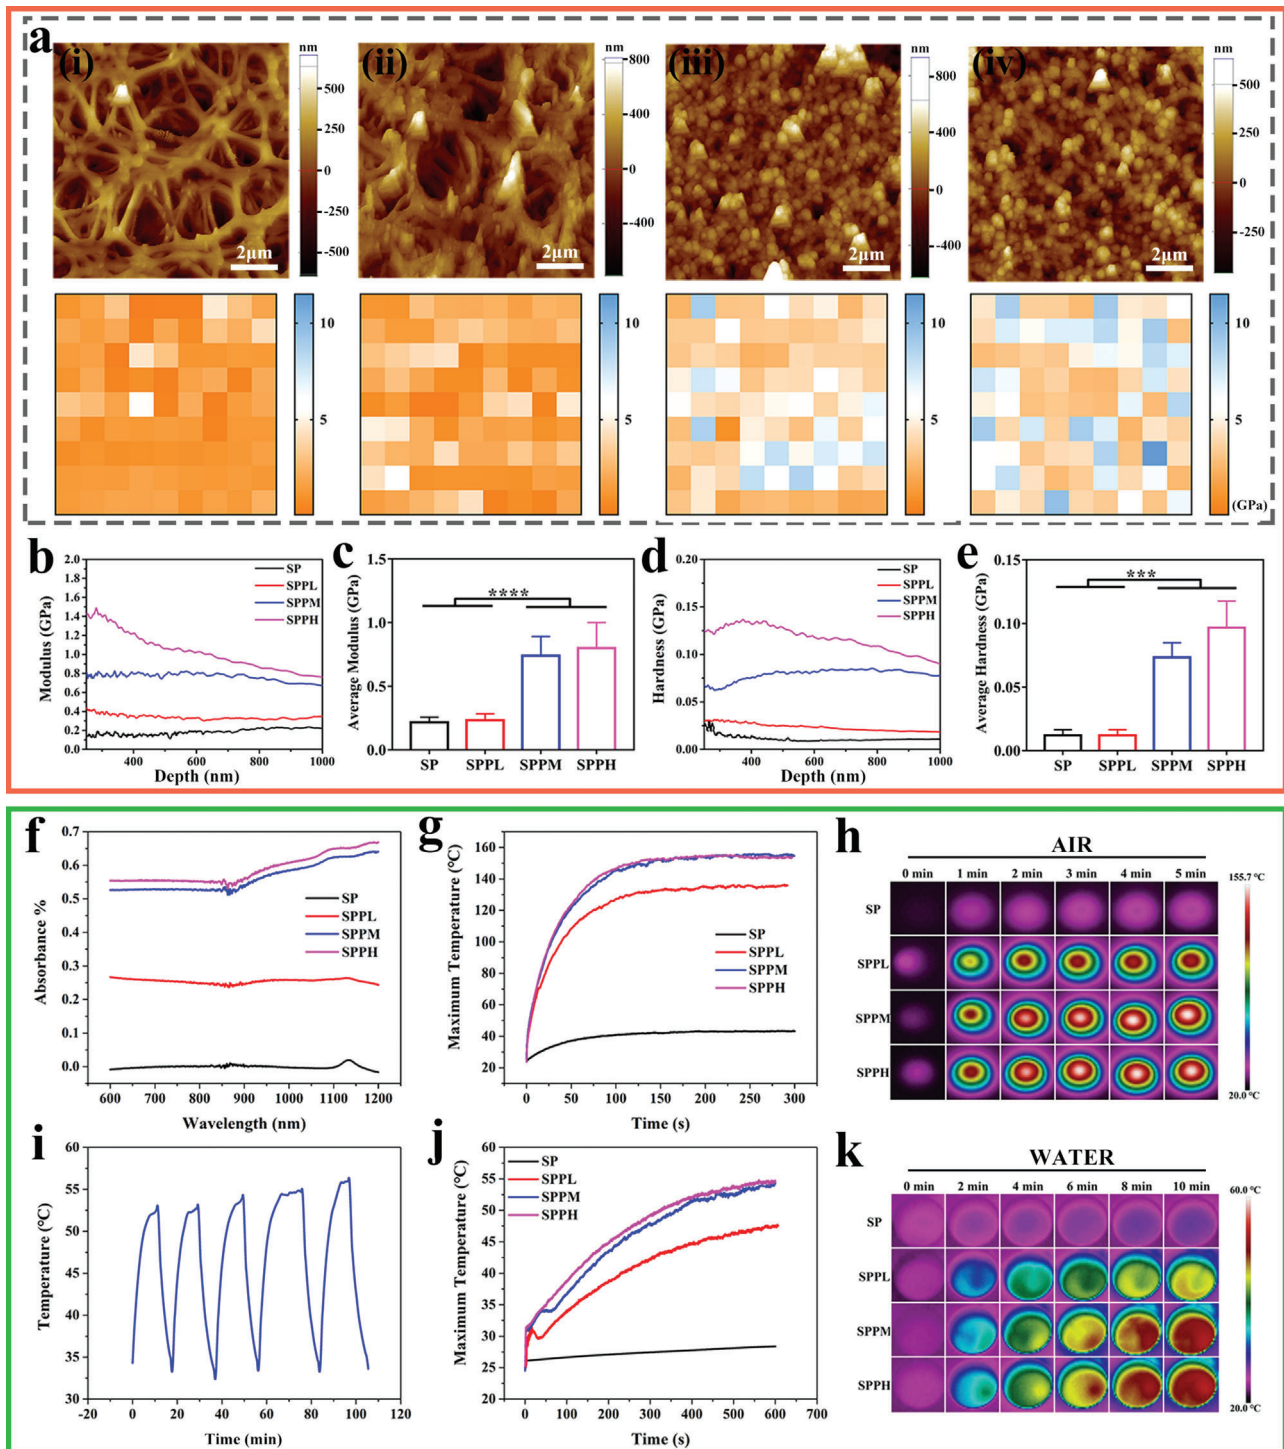 a
(i)
nm
500
250
0
-250
-500
2μm
(ii)
nm
800
400
0
-400
2μm
(iii)
nm
800
400
0
-400
2μm
(iv)
nm
500
250
0
-250
2μm
10
5
10
5
10
5
10
5
(GPa)
b
Modulus (GPa)
2.0
1.8
1.6
1.4
1.2
1.0
0.8
0.6
0.4
0.2
0.0
SP
SPPL
SPPM
SPPH
400
600
800
1000
Depth (nm)
c
Average Modulus (GPa)
1.5
1.0
0.5
0.0
****
SP
SPPL
SPPM
SPPH
d
Hardness (GPa)
0.20
0.15
0.10
0.05
0.00
SP
SPPL
SPPM
SPPH
400
600
800
1000
Depth (nm)
e
Average Hardness (GPa)
0.15
0.10
0.05
0.00
***
SP
SPPL
SPPM
SPPH
f
Absorbance %
0.7
0.6
0.5
0.4
0.3
0.2
0.1
0.0
SP
SPPL
SPPM
SPPH
600
700
800
900
1000
1100
1200
Wavelength (nm)
g
Maximum Temperature (°C)
160
140
120
100
80
60
40
20
SP
SPPL
SPPM
SPPH
0
50
100
150
200
250
300
Time (s)
h
AIR
0 min
1 min
2 min
3 min
4 min
5 min
SP
SPPL
SPPM
SPPH
155.7 °C
20.0 °C
i
Temperature (°C)
60
55
50
45
40
35
30
-20
0
20
40
60
80
100
120
Time (min)
j
Maximum Temperature (°C)
60
55
50
45
40
35
30
25
20
SP
SPPL
SPPM
SPPH
0
100
200
300
400
500
600
700
Time (s)
k
WATER
0 min
2 min
4 min
6 min
8 min
10 min
SP
SPPL
SPPM
SPPH
60.0 °C
20.0 °C